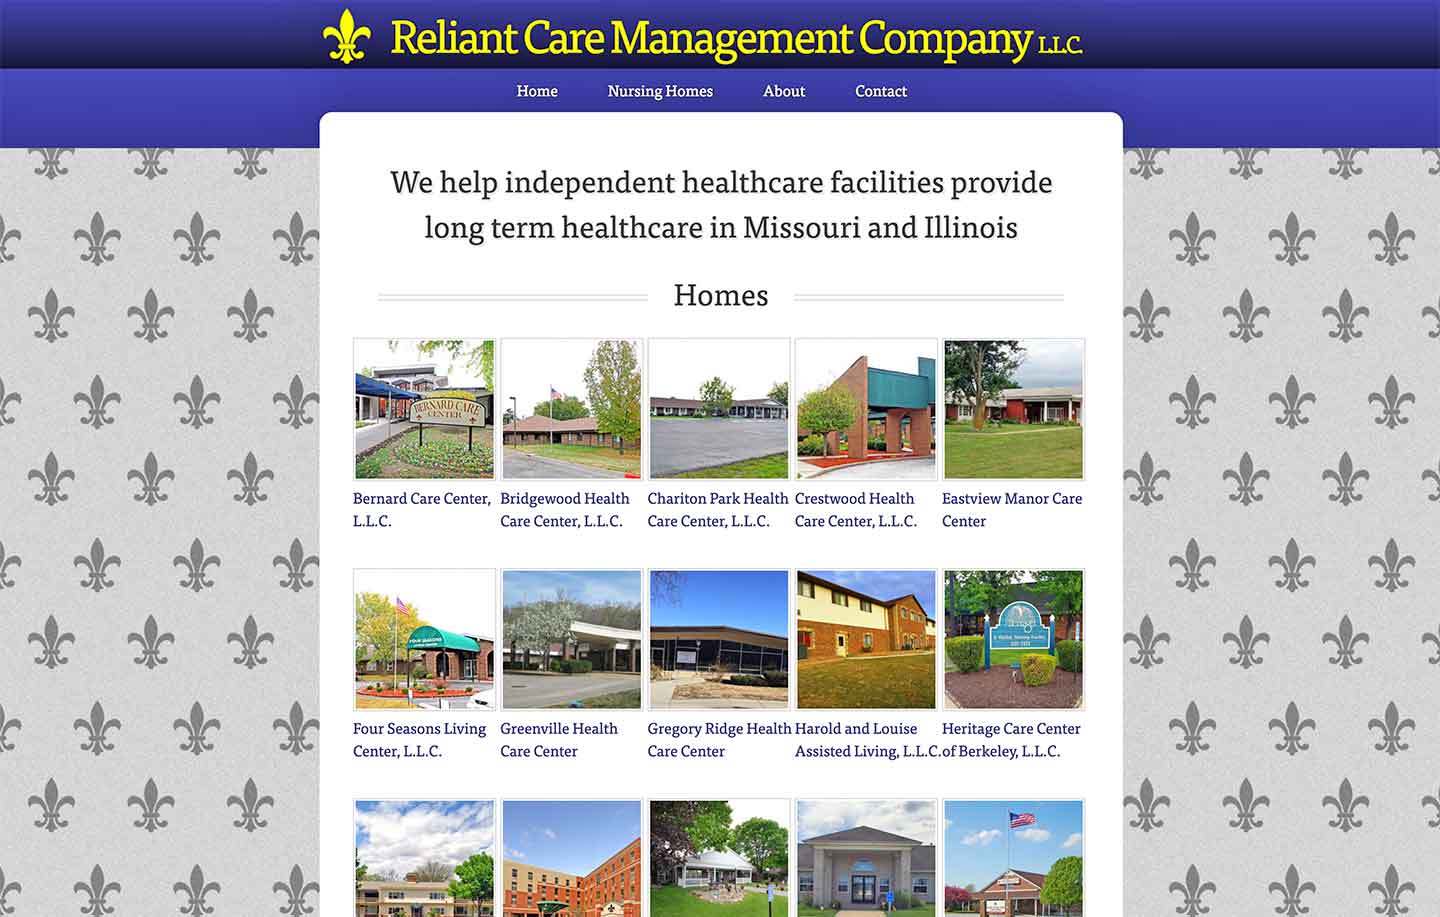 Reliant Care Management Company L.L.C.
Home
Nursing Homes
About
Contact
We help independent healthcare facilities provide
long term healthcare in Missouri and Illinois
Homes
BERNARD CARE
CENTER
Bernard Care Center,
L.L.C.
Bridgewood Health
Care Center, L.L.C.
Chariton Park Health
Care Center, L.L.C.
Crestwood Health
Care Center, L.L.C.
Eastview Manor Care
Center
FOUR SEASONS
Four Seasons Living
Center, L.L.C.
Greenville Health
Care Center
Gregory Ridge Health
Care Center
Harold and Louise
Assisted Living, L.L.C.
Heritage Care Center
of Berkeley, L.L.C.